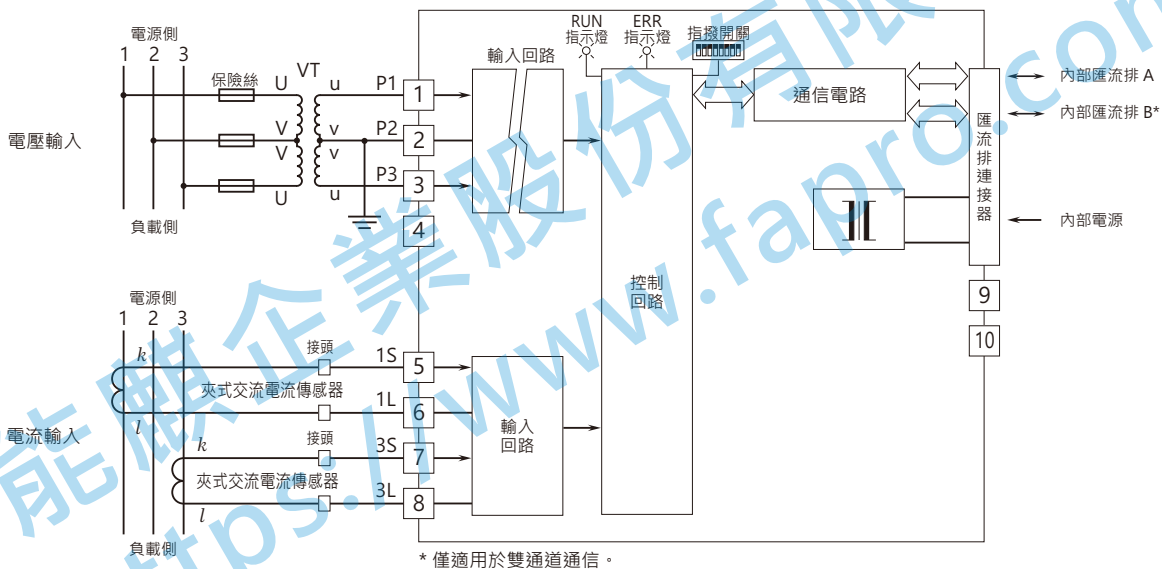 電源側
1 2 3
保險絲
U VT u P1 1
V v P2 2
V v
U u P3 3
4
電壓輸入
負載側
輸入回路
RUN
指示燈
ERR
指示燈
指撥開關
通信電路
匯流排連接器
內部匯流排 A
內部匯流排 B*
內部電源
控制
回路
9
10
電源側
1 2 3
k 接頭 1S 5
夾式交流電流傳感器
l 1L 6
電流輸入
k 接頭 3S 7
夾式交流電流傳感器
l 3L 8
負載側
輸入
回路
* 僅適用於雙通道通信。
能麒企業股份有限
https://www.fapro.com